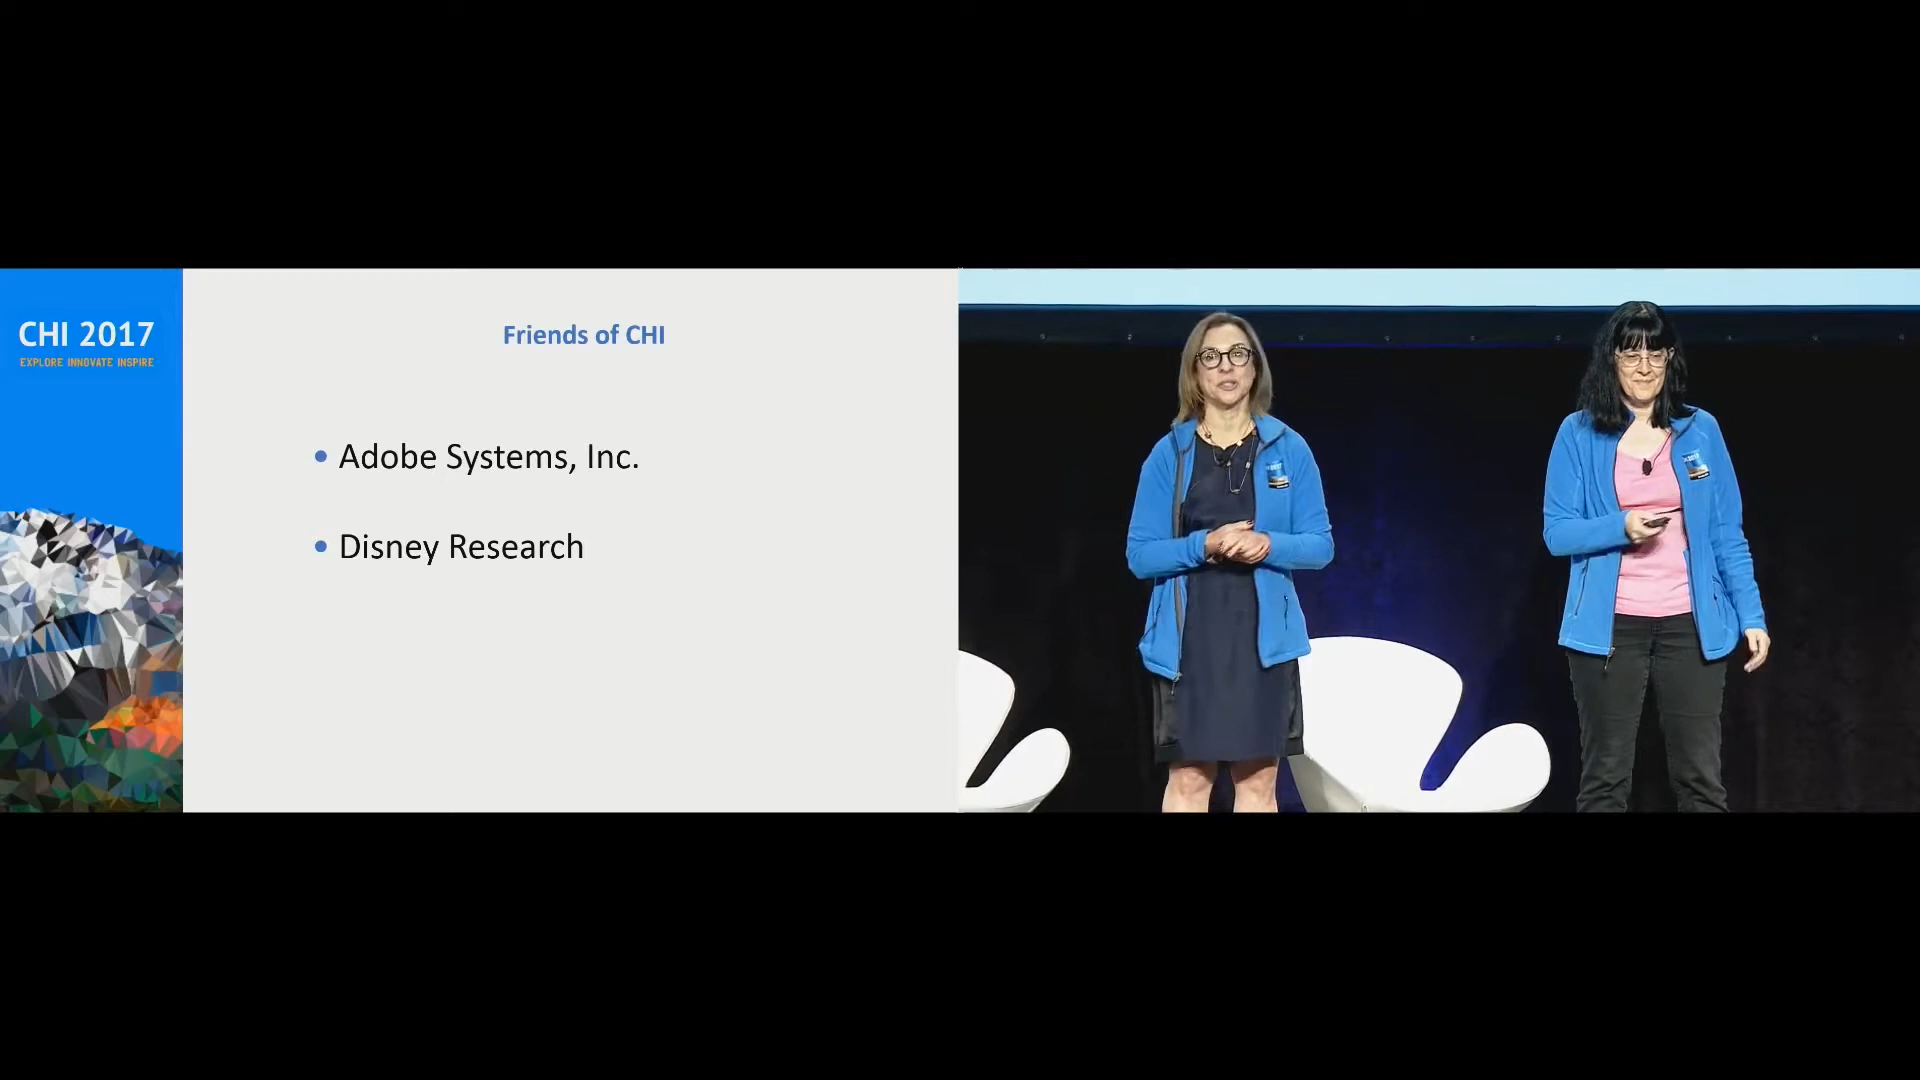 CHI 2017
EXPLORE INNOVATE INSPIRE
Friends of CHI
• Adobe Systems, Inc.
• Disney Research